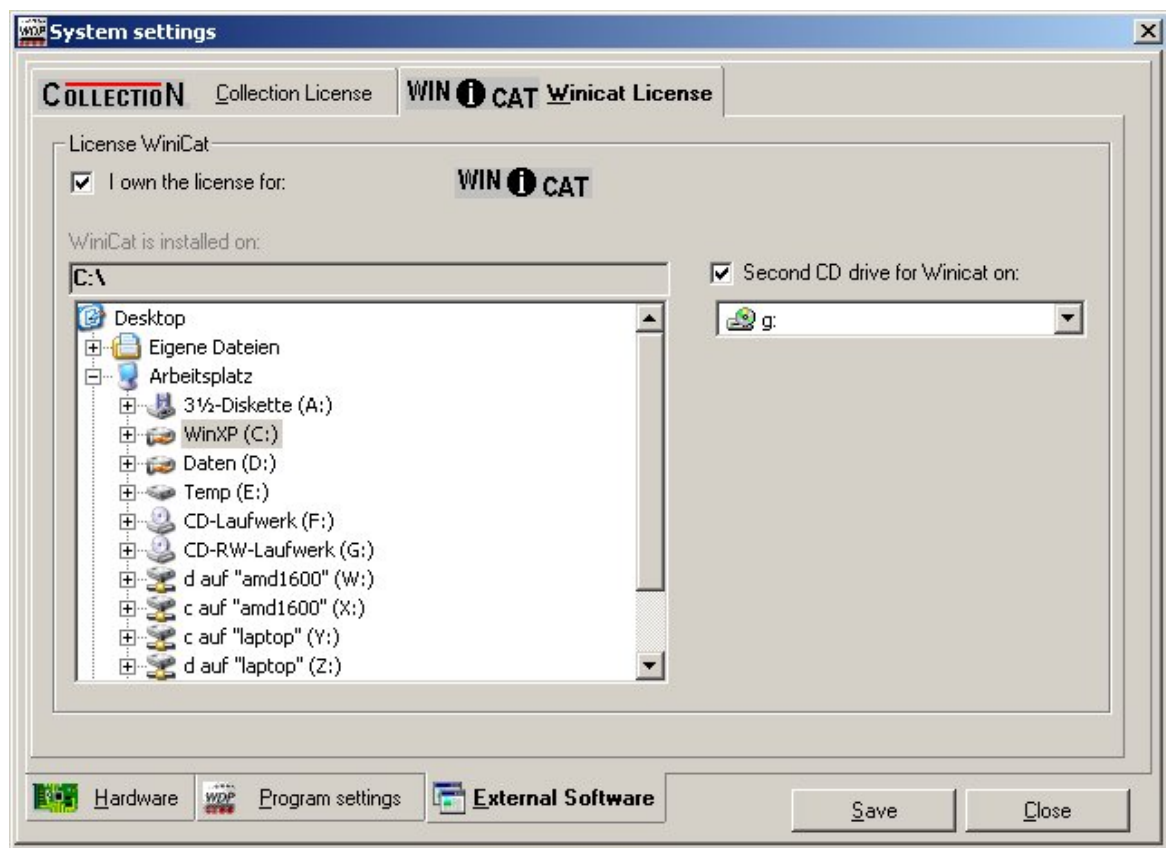 WDP System settings
COLLECTION Collection License WIN i CAT Winicat License
License WiniCat
I own the license for: WIN i CAT
WiniCat is installed on:
C:\
Second CD drive for Winicat on:
g:
Desktop
Eigene Dateien
Arbeitsplatz
3½-Diskette (A:)
WinXP (C:)
Daten (D:)
Temp (E:)
CD-Laufwerk (F:)
CD-RW-Laufwerk (G:)
d auf "amd1600" (W:)
c auf "amd1600" (X:)
c auf "laptop" (Y:)
d auf "laptop" (Z:)
Hardware WDP Program settings External Software
Save Close